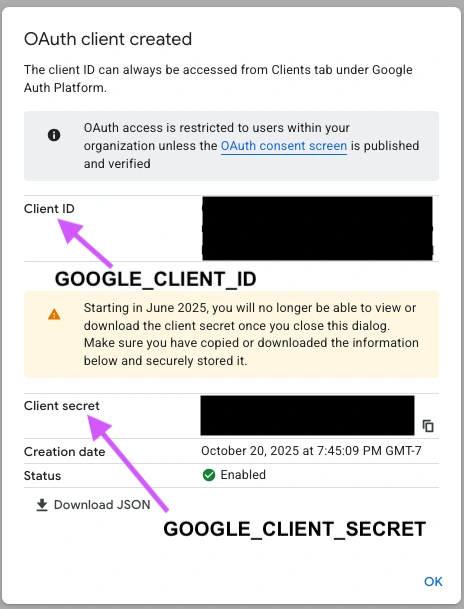 OAuth client created
The client ID can always be accessed from Clients tab under Google
Auth Platform.
OAuth access is restricted to users within your
organization unless the OAuth consent screen is published
and verified
Client ID
GOOGLE_CLIENT_ID
Starting in June 2025, you will no longer be able to view or
download the client secret once you close this dialog.
Make sure you have copied or downloaded the information
below and securely stored it.
Client secret
Creation date October 20, 2025 at 7:45:09 PM GMT-7
Status Enabled
Download JSON
GOOGLE_CLIENT_SECRET
OK